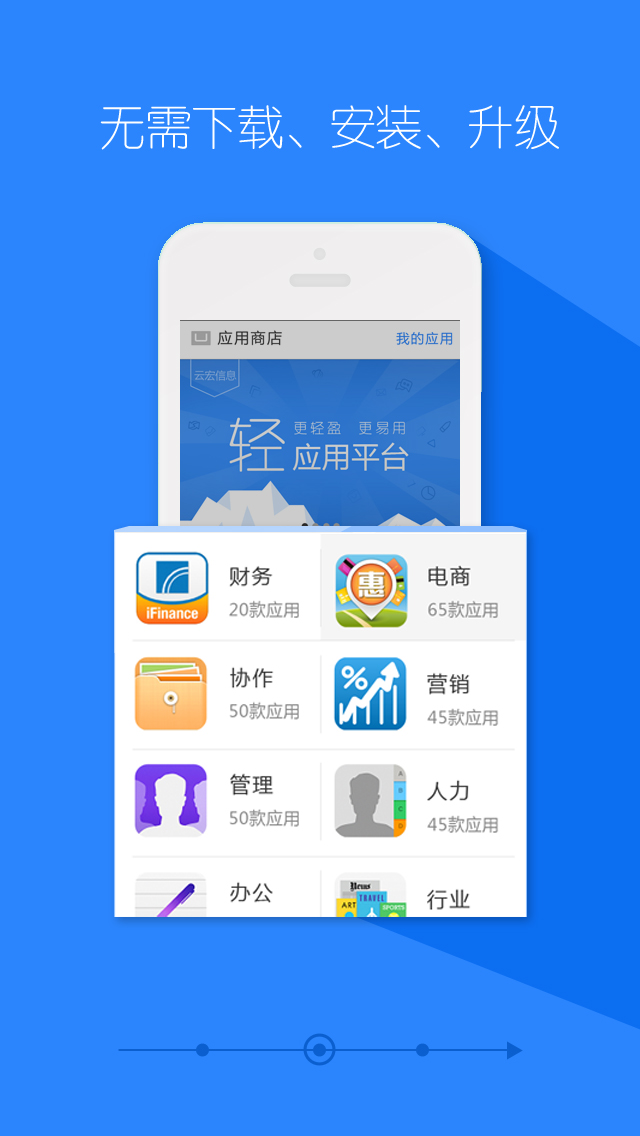 无需下载、安装、升级
应用商店
我的应用
云宏信息
轻 更轻盈 更易用
应用平台
iFinance
财务
20款应用
惠
电商
65款应用
协作
50款应用
%
营销
45款应用
管理
50款应用
A
B
C
D
人力
45款应用
办公
News
ART
TRAVEL
SPORTS
行业